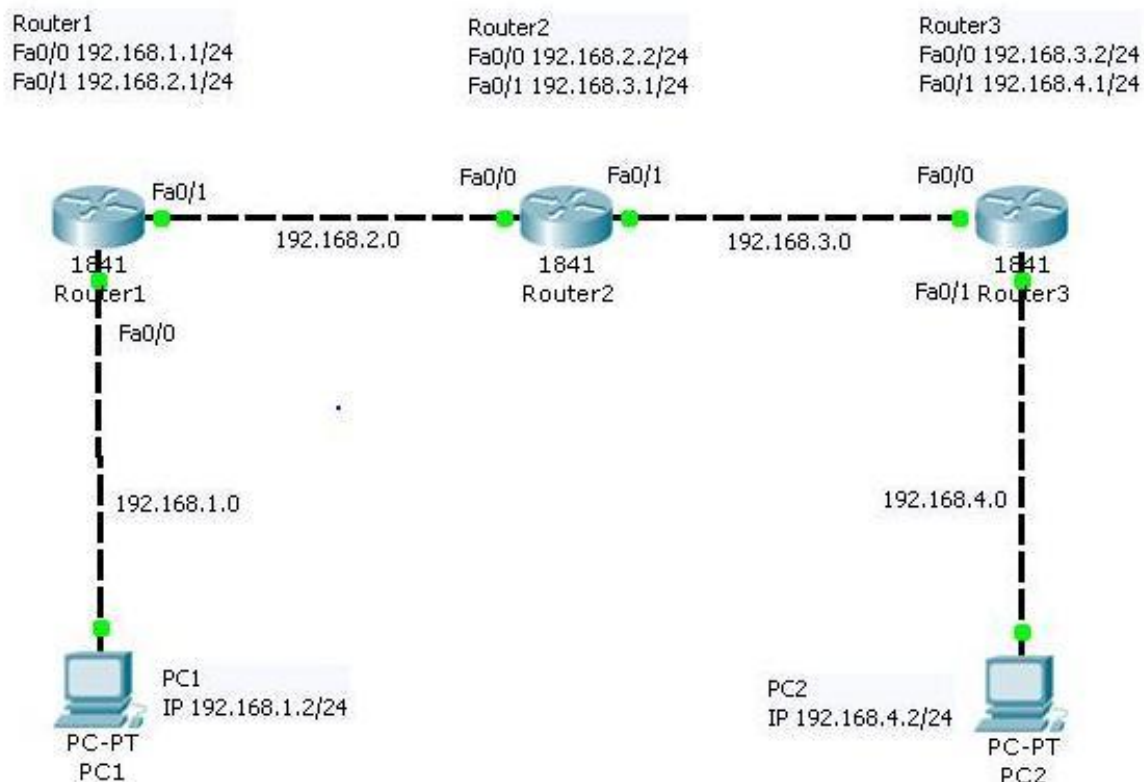 Router1
Fa0/0 192.168.1.1/24
Fa0/1 192.168.2.1/24
Router2
Fa0/0 192.168.2.2/24
Fa0/1 192.168.3.1/24
Router3
Fa0/0 192.168.3.2/24
Fa0/1 192.168.4.1/24
Fa0/1
Fa0/0
Fa0/1
Fa0/0
192.168.2.0
192.168.3.0
1841
Router1
1841
Router2
1841
Fa0/1 Router3
Fa0/0
192.168.1.0
192.168.4.0
PC1
IP 192.168.1.2/24
PC2
IP 192.168.4.2/24
PC-PT
PC1
PC-PT
PC2